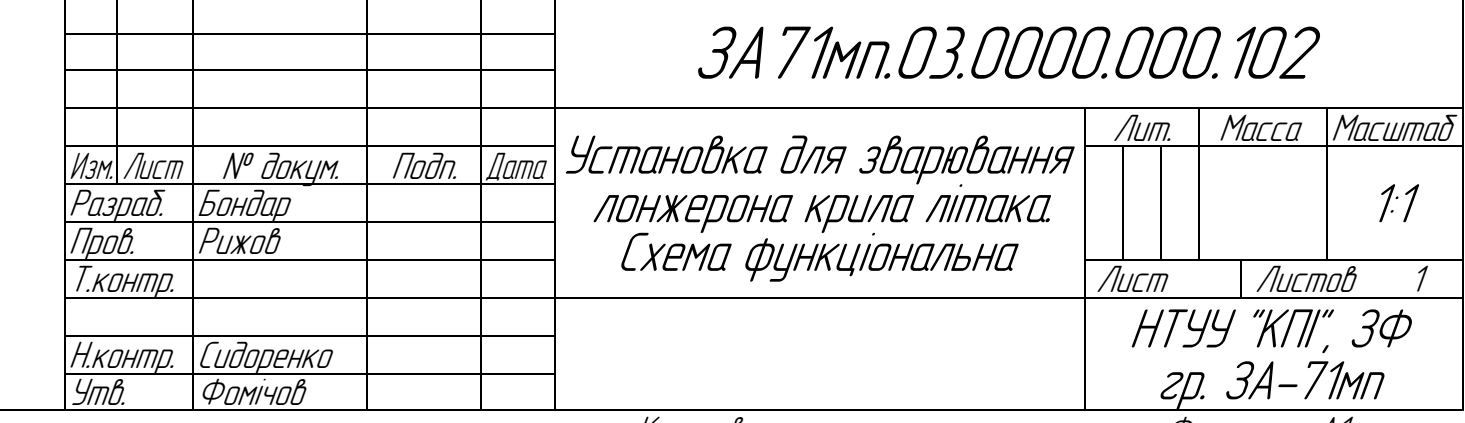 ЗА71мп.03.0000.000.102
Лит. Масса Масштаб
Установка для зварювання
лонжерона крила літака.
Схема функціональна
1:1
Изм. Лист № докум. Подп. Дата
Разраб. Бондар
Пров. Рижов
Т.контр.
Лист Листов 1
Н.контр. Сидоренко
Утв. Фомічов
НТУУ "КПІ", ЗФ
гр. ЗА-71мп